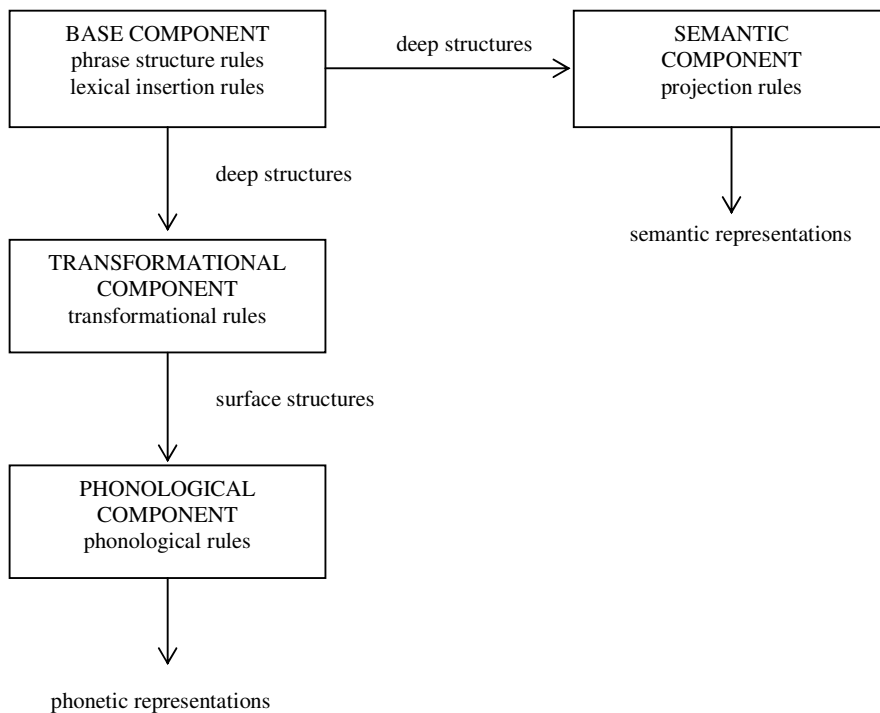 BASE COMPONENT
phrase structure rules
lexical insertion rules
deep structures
SEMANTIC
COMPONENT
projection rules
deep structures
semantic representations
TRANSFORMATIONAL
COMPONENT
transformational rules
surface structures
PHONOLOGICAL
COMPONENT
phonological rules
phonetic representations